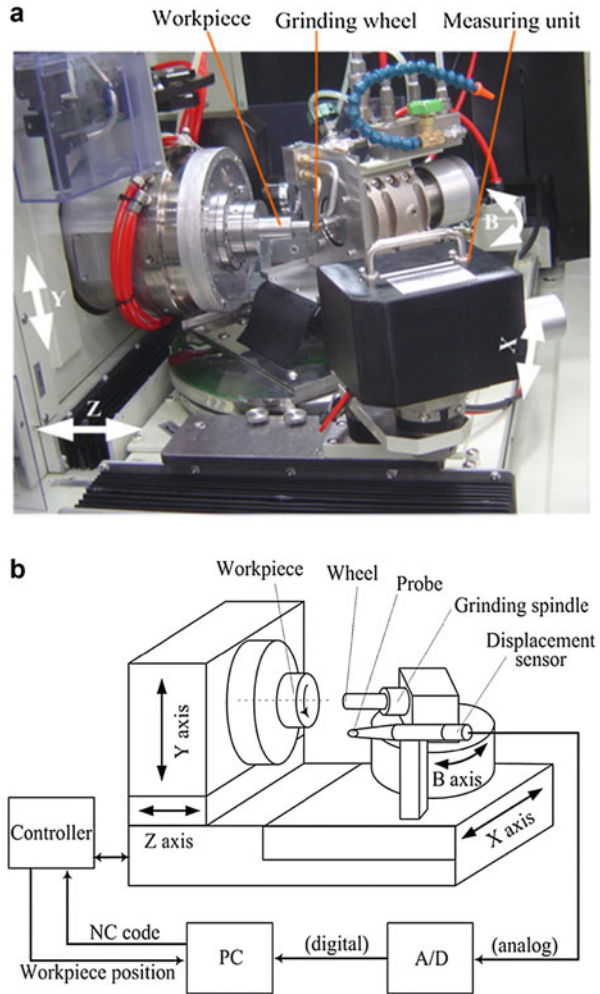 a
Workpiece Grinding wheel Measuring unit
B
Y
X
Z
b
Workpiece
Wheel
Probe
Grinding spindle
Displacement
sensor
Y axis
B axis
Z axis
X axis
Controller
NC code
Workpiece position
PC
(digital)
A/D
(analog)